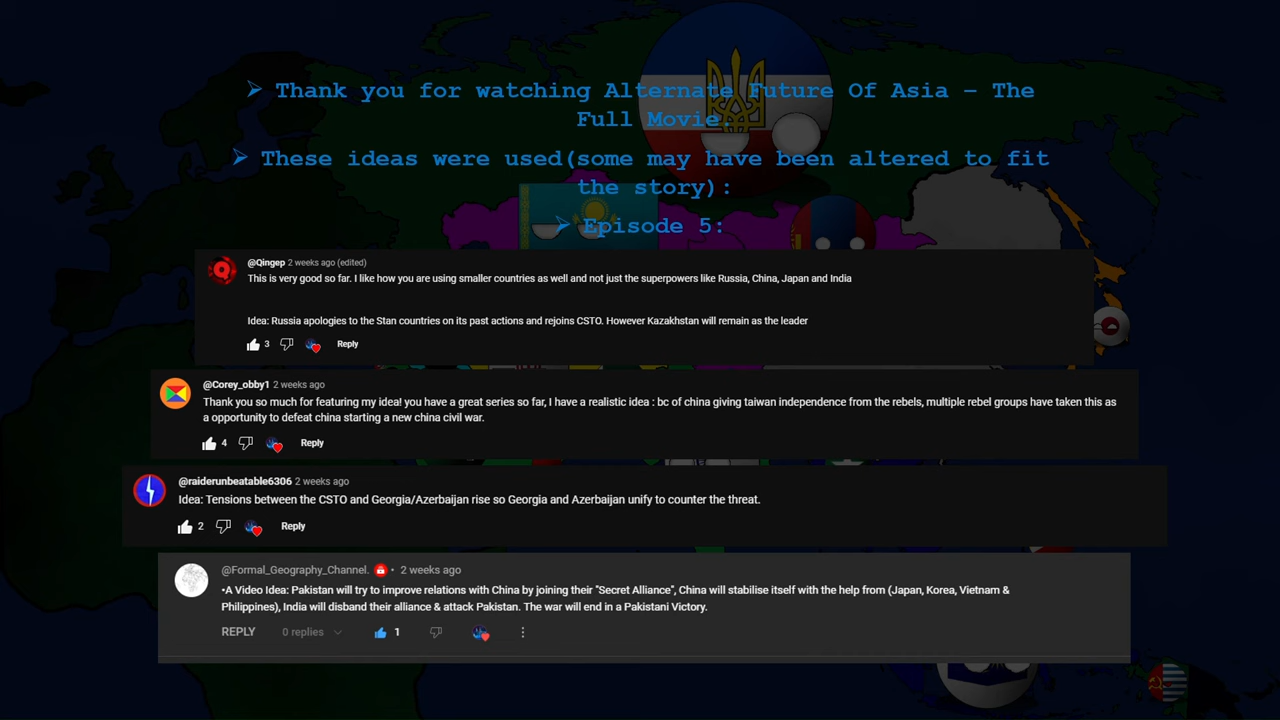 ➢ Thank you for watching Alternate Future Of Asia – The
Full Movie.
➢ These ideas were used(some may have been altered to fit
the story):
➢ Episode 5:
@Qingep 2 weeks ago (edited)
This is very good so far. I like how you are using smaller countries as well and not just the superpowers like Russia, China, Japan and India
Idea: Russia apologies to the Stan countries on its past actions and rejoins CSTO. However Kazakhstan will remain as the leader
3 Reply
@Corey_obby1 2 weeks ago
Thank you so much for featuring my idea! you have a great series so far, I have a realistic idea : bc of china giving taiwan independence from the rebels, multiple rebel groups have taken this as
a opportunity to defeat china starting a new china civil war.
4 Reply
@raiderunbeatable6306 2 weeks ago
Idea: Tensions between the CSTO and Georgia/Azerbaijan rise so Georgia and Azerbaijan unify to counter the threat.
2 Reply
@Formal_Geography_Channel. • 2 weeks ago
•A Video Idea: Pakistan will try to improve relations with China by joining their "Secret Alliance", China will stabilise itself with the help from (Japan, Korea, Vietnam &
Philippines), India will disband their alliance & attack Pakistan. The war will end in a Pakistani Victory.
REPLY 0 replies 1